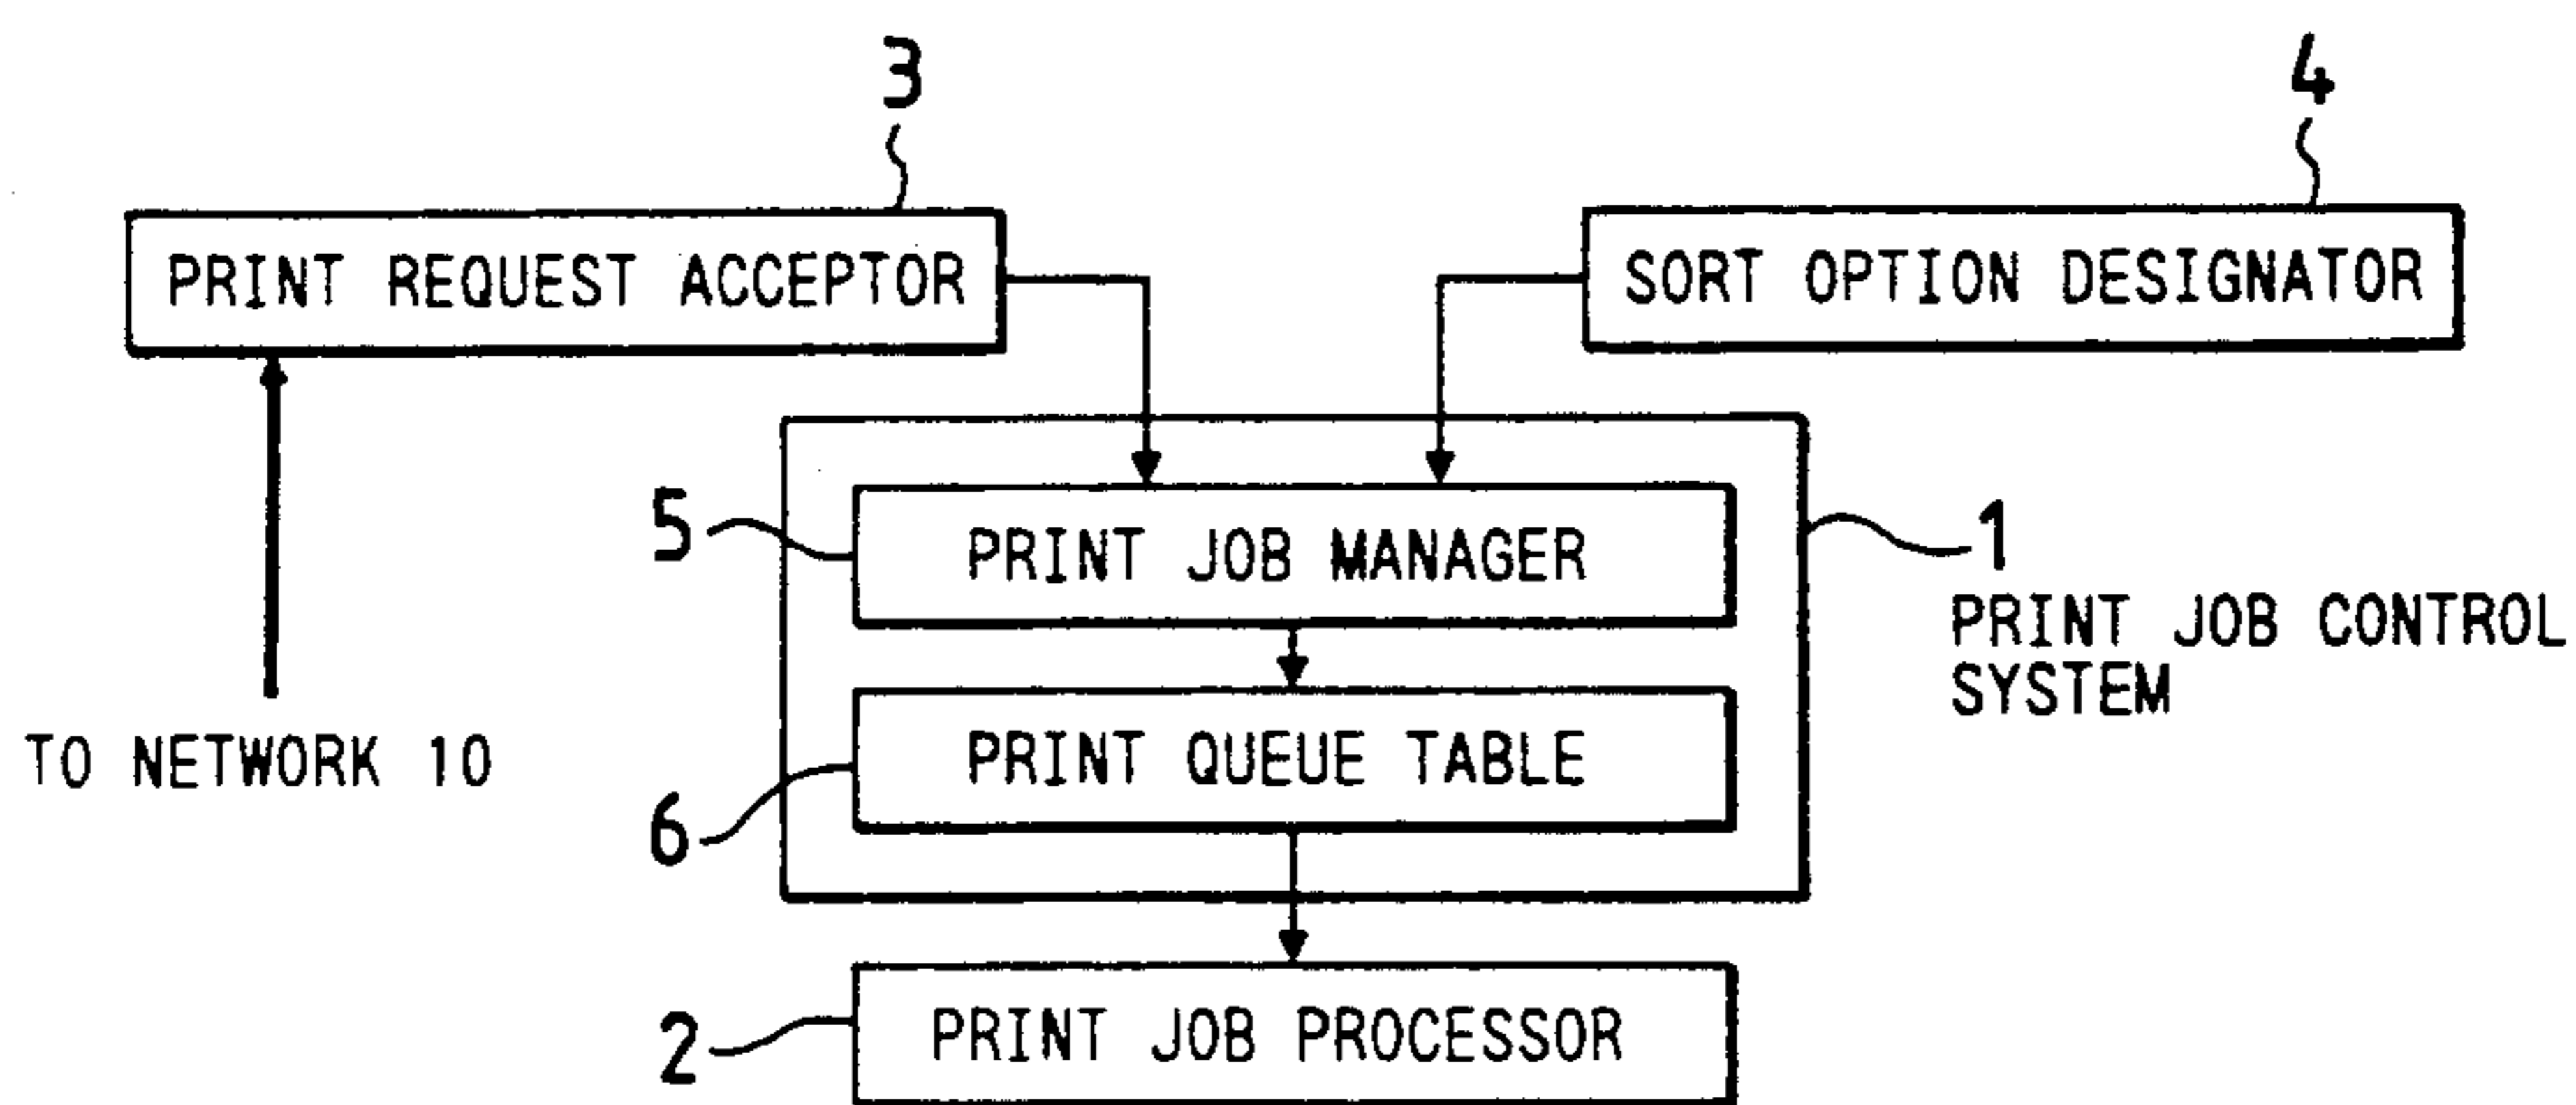 3
4
PRINT REQUEST ACCEPTOR
SORT OPTION DESIGNATOR
5
PRINT JOB MANAGER
1
PRINT JOB CONTROL
SYSTEM
TO NETWORK 10
PRINT QUEUE TABLE
6
2
PRINT JOB PROCESSOR